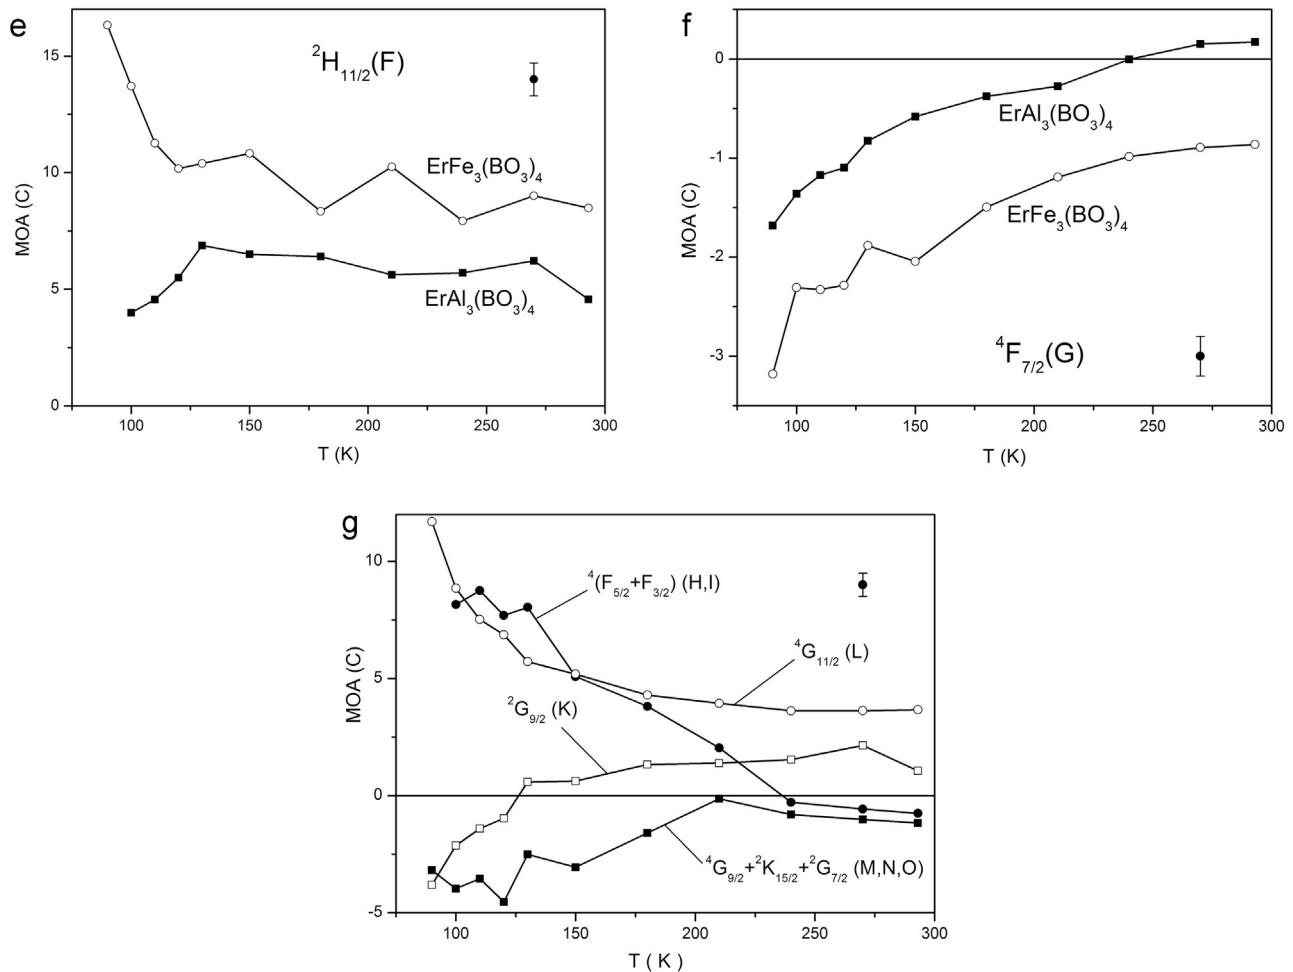 e
²H₁₁/₂(F)
ErFe₃(BO₃)₄
ErAl₃(BO₃)₄
MOA (C)
15
10
5
0
100 150 200 250 300
T (K)
f
ErAl₃(BO₃)₄
ErFe₃(BO₃)₄
⁴F₇/₂(G)
MOA (C)
0
-1
-2
-3
100 150 200 250 300
T (K)
g
⁴(F₅/₂+F₃/₂) (H,I)
⁴G₁₁/₂ (L)
²G₉/₂ (K)
⁴G₉/₂+²K₁₅/₂+²G₇/₂ (M,N,O)
MOA (C)
10
5
0
-5
100 150 200 250 300
T ( K )